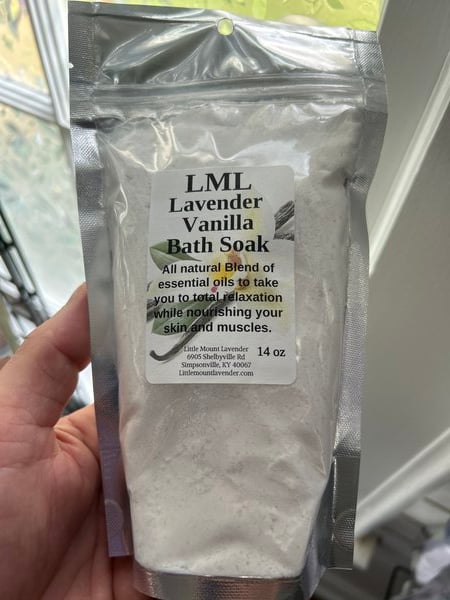 LML
Lavender
Vanilla
Bath Soak
All natural Blend of
essential oils to take
you to total relaxation
while nourishing your
skin and muscles.
Little Mount Lavender
6905 Shelbyville Rd
Simpsonville, KY 40067
Littlemountlavender.com
14 oz